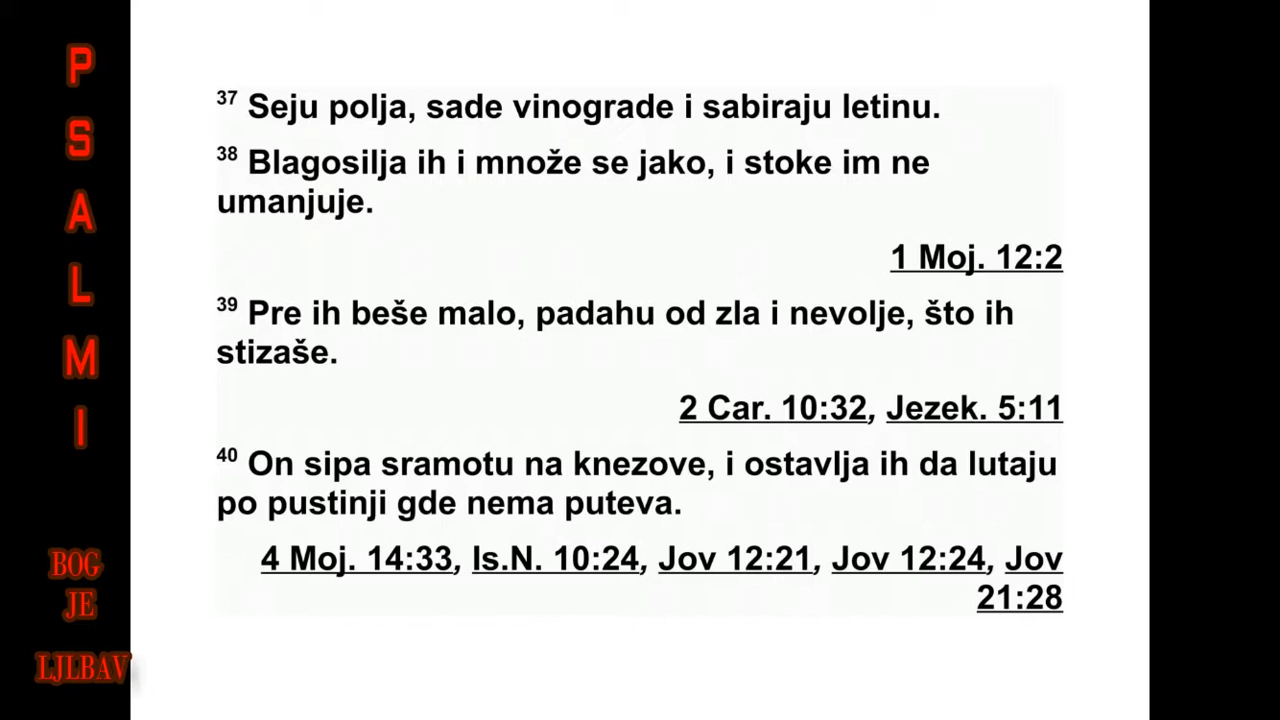 PSALMI
BOG
JE
LJLBAV
37 Seju polja, sade vinograde i sabiraju letinu.
38 Blagosilja ih i množe se jako, i stoke im ne
umanjuje.
1 Moj. 12:2
39 Pre ih beše malo, padahu od zla i nevolje, što ih
stizaše.
2 Car. 10:32, Jezek. 5:11
40 On sipa sramotu na knezove, i ostavlja ih da lutaju
po pustinji gde nema puteva.
4 Moj. 14:33, Is.N. 10:24, Jov 12:21, Jov 12:24, Jov
21:28